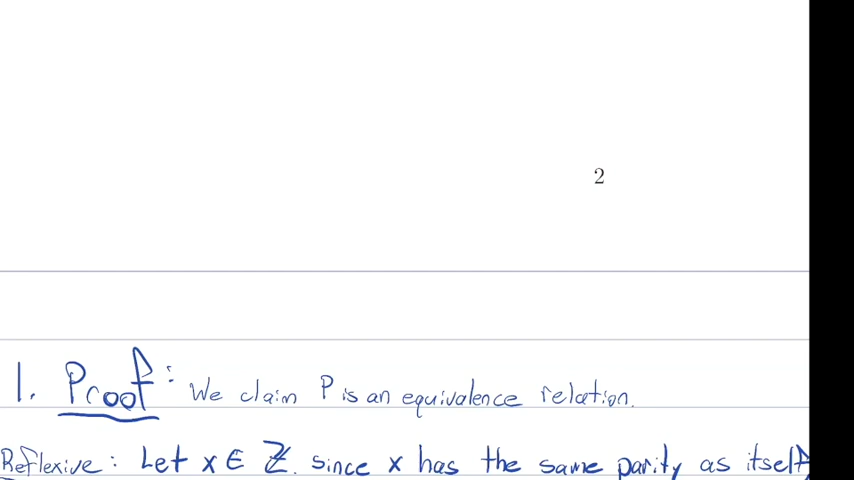 2
1. Proof: We claim P is an equivalence relation.
Reflexive: Let x ∈ ℤ. since x has the same parity as itself